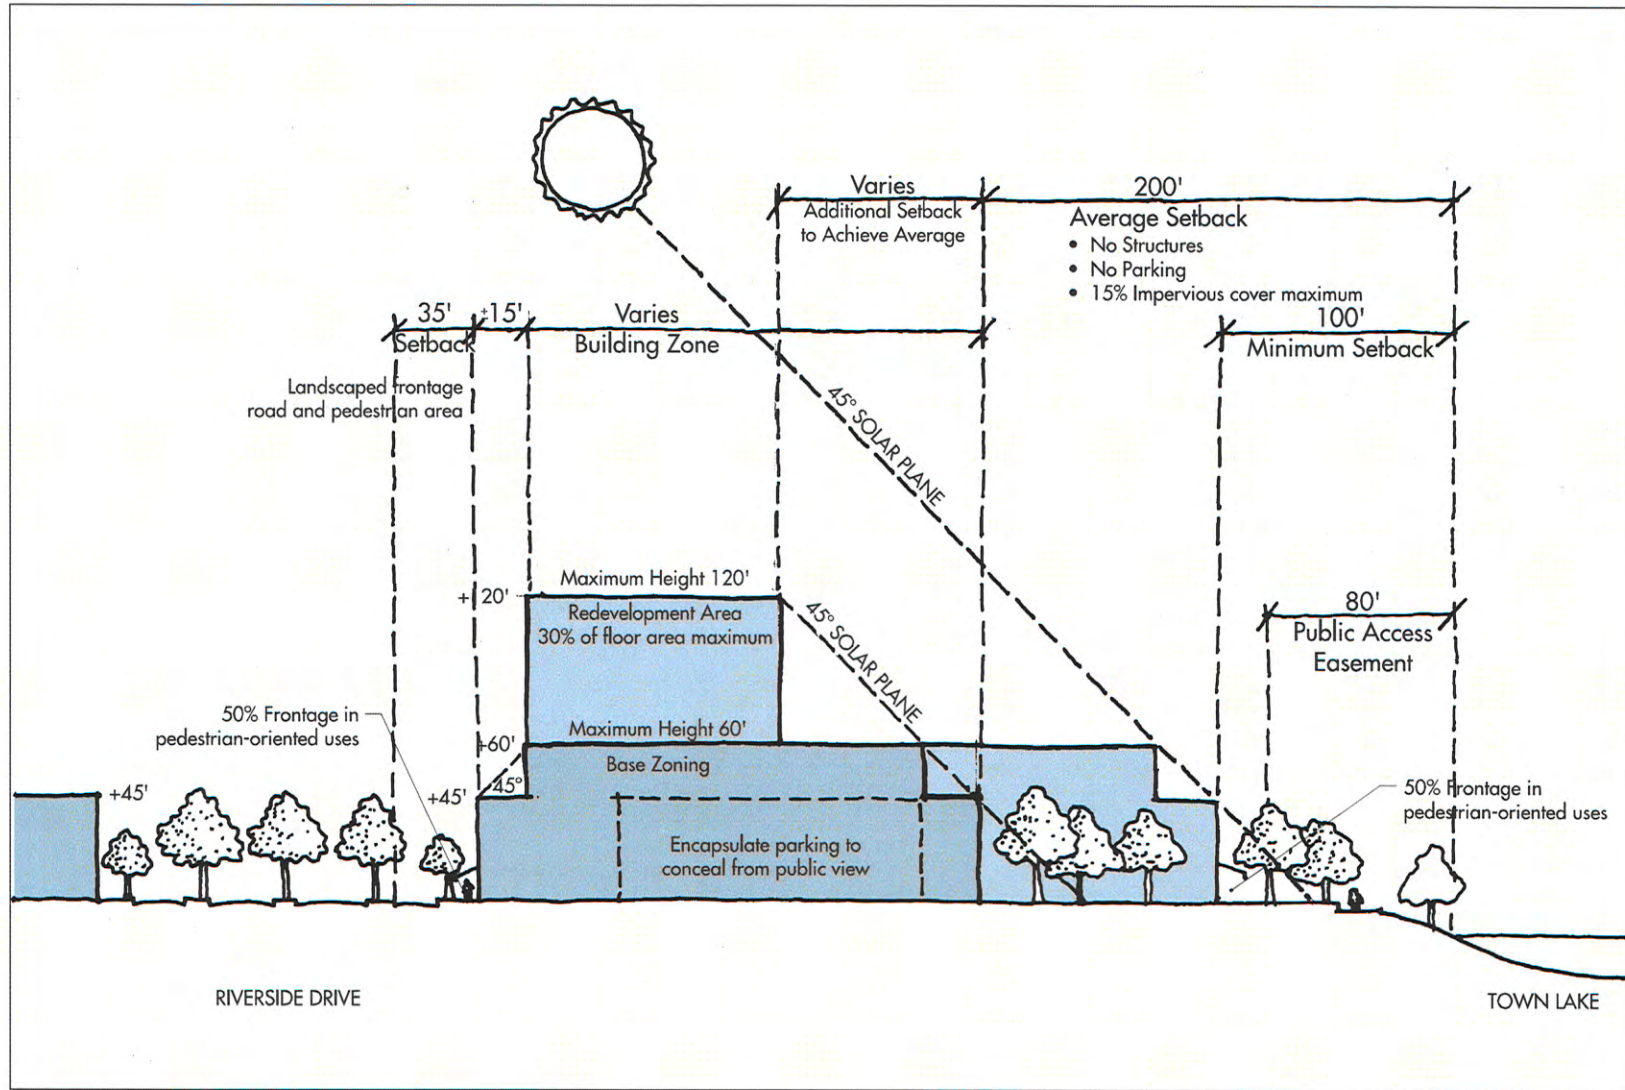 Varies
Additional Setback
to Achieve Average
200'
Average Setback
• No Structures
• No Parking
• 15% Impervious cover maximum
35'
Setback
±15'
Varies
Building Zone
100'
Minimum Setback
Landscaped frontage
road and pedestrian area
45° SOLAR PLANE
Maximum Height 120'
+120'
Redevelopment Area
30% of floor area maximum
45° SOLAR PLANE
80'
Public Access
Easement
50% Frontage in
pedestrian-oriented uses
Maximum Height 60'
+60'
Base Zoning
45°
+45'
+45'
50% Frontage in
pedestrian-oriented uses
Encapsulate parking to
conceal from public view
RIVERSIDE DRIVE
TOWN LAKE